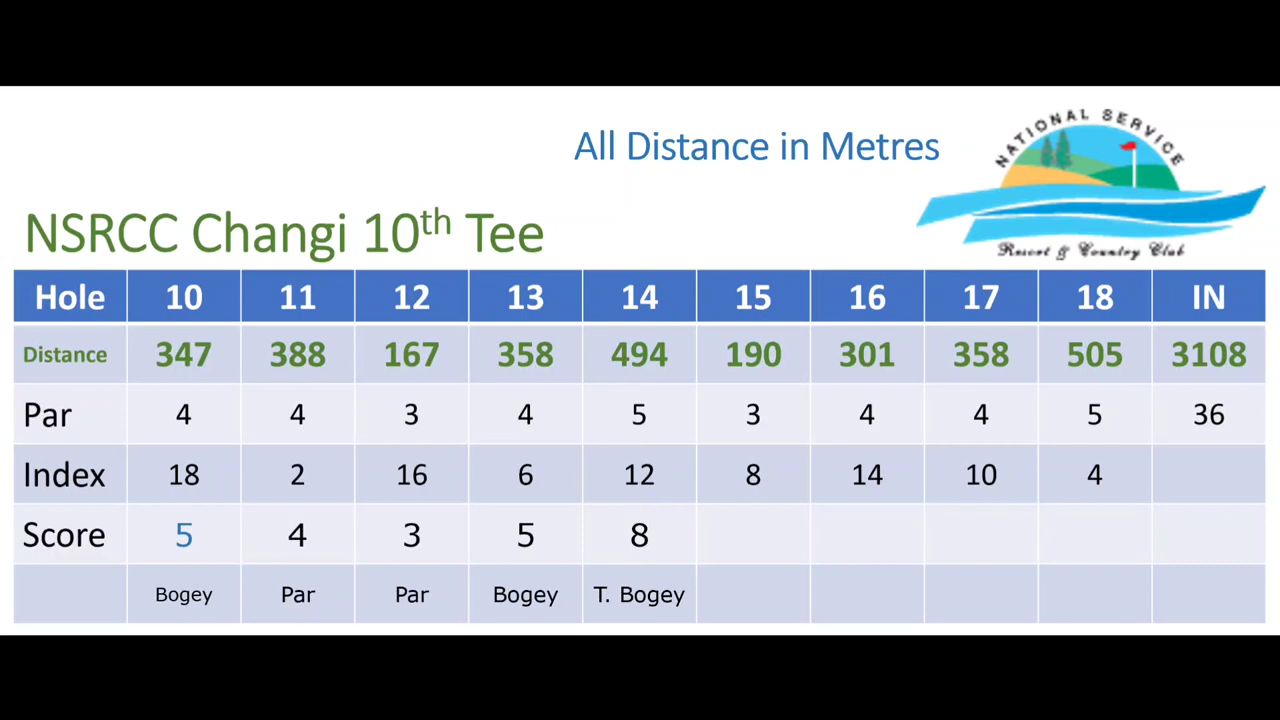 All Distance in Metres
NATIONAL SERVICE
Resort & Country Club
NSRCC Changi 10th Tee
Hole 10 11 12 13 14 15 16 17 18 IN
Distance 347 388 167 358 494 190 301 358 505 3108
Par 4 4 3 4 5 3 4 4 5 36
Index 18 2 16 6 12 8 14 10 4
Score 5 4 3 5 8
Bogey Par Par Bogey T. Bogey